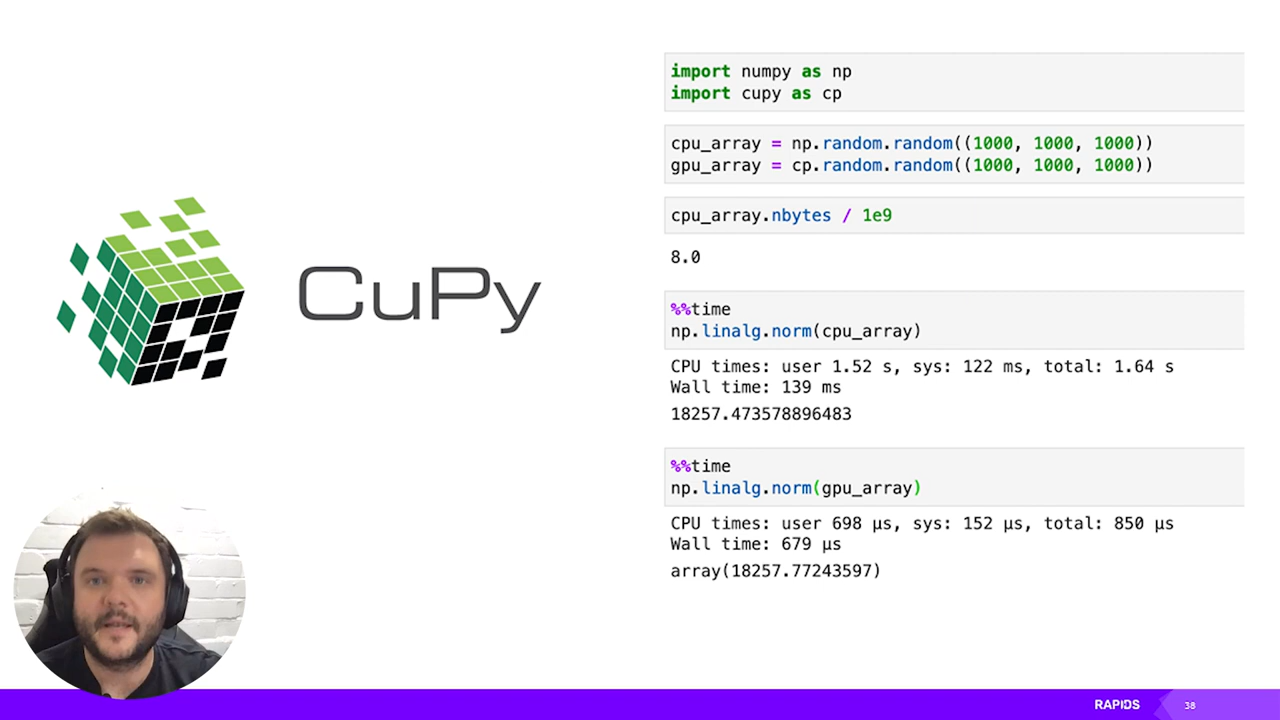 CuPy
import numpy as np
import cupy as cp
cpu_array = np.random.random((1000, 1000, 1000))
gpu_array = cp.random.random((1000, 1000, 1000))
cpu_array.nbytes / 1e9
8.0
%%time
np.linalg.norm(cpu_array)
CPU times: user 1.52 s, sys: 122 ms, total: 1.64 s
Wall time: 139 ms
18257.473578896483
%%time
np.linalg.norm(gpu_array)
CPU times: user 698 µs, sys: 152 µs, total: 850 µs
Wall time: 679 µs
array(18257.77243597)
RAPIDS
38